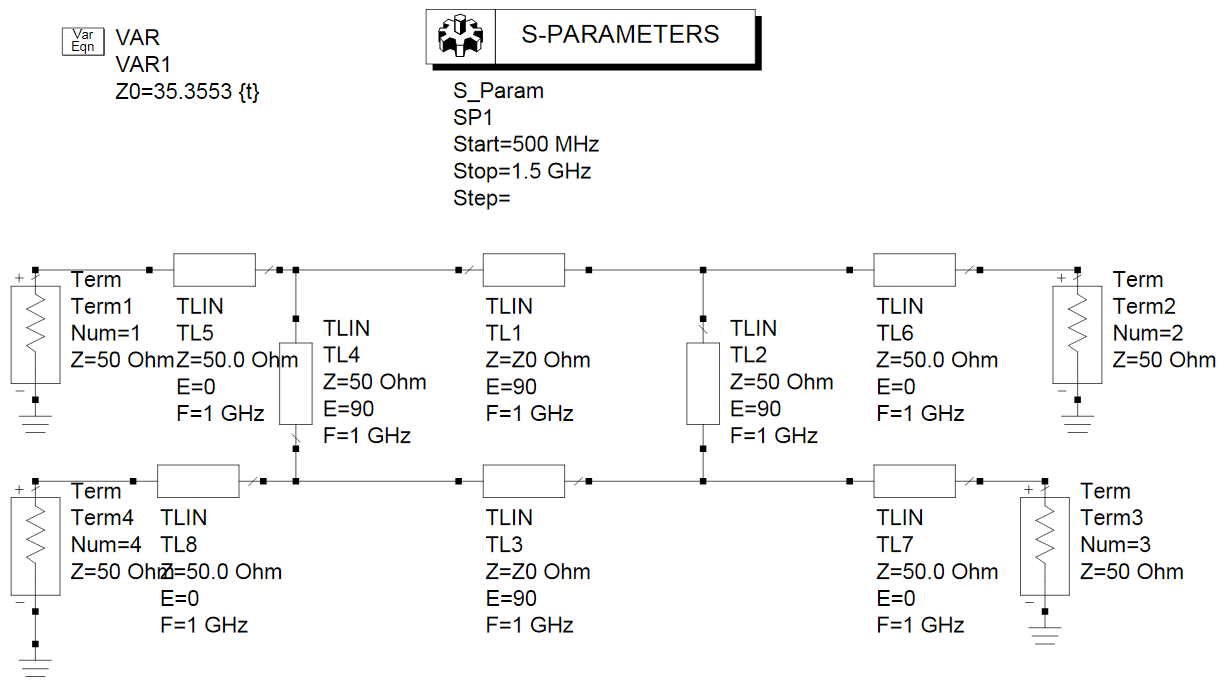 Var
Eqn
VAR
VAR1
Z0=35.3553 {t}
S-PARAMETERS
S_Param
SP1
Start=500 MHz
Stop=1.5 GHz
Step=
+
Term
Term1
Num=1
Z=50 Ohm
−
TLIN
TL5
Z=50.0 Ohm
E=0
F=1 GHz
TLIN
TL4
Z=50 Ohm
E=90
F=1 GHz
TLIN
TL1
Z=Z0 Ohm
E=90
F=1 GHz
TLIN
TL2
Z=50 Ohm
E=90
F=1 GHz
TLIN
TL6
Z=50.0 Ohm
E=0
F=1 GHz
+
Term
Term2
Num=2
Z=50 Ohm
−
+
Term
Term4
Num=4
Z=50 Ohm
−
TLIN
TL8
Z=50.0 Ohm
E=0
F=1 GHz
TLIN
TL3
Z=Z0 Ohm
E=90
F=1 GHz
TLIN
TL7
Z=50.0 Ohm
E=0
F=1 GHz
+
Term
Term3
Num=3
Z=50 Ohm
−